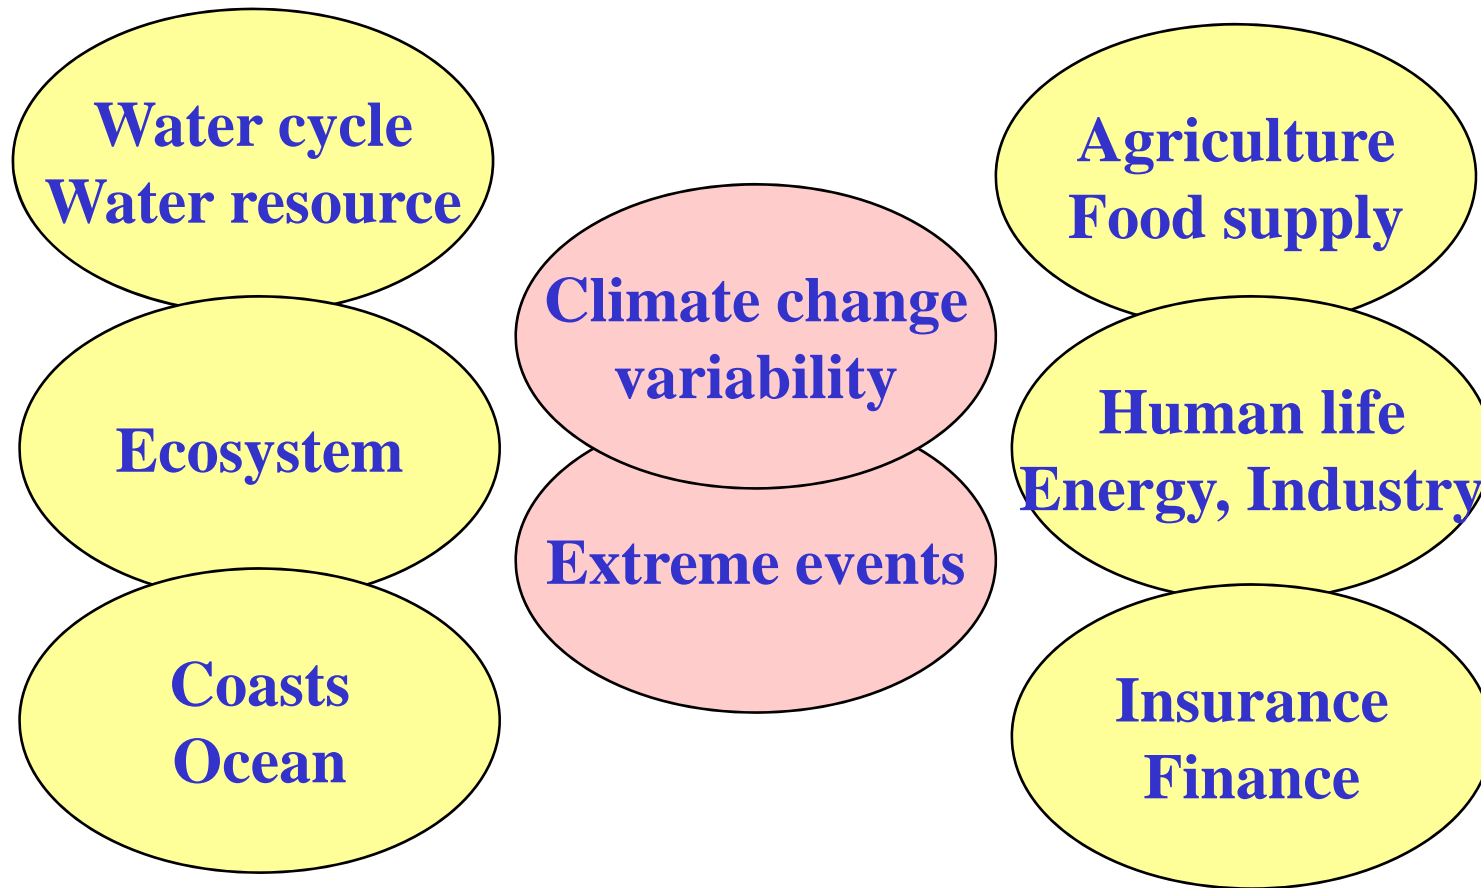 Water cycle
Water resource
Ecosystem
Coasts
Ocean
Climate change
variability
Extreme events
Agriculture
Food supply
Human life
Energy, Industry
Insurance
Finance